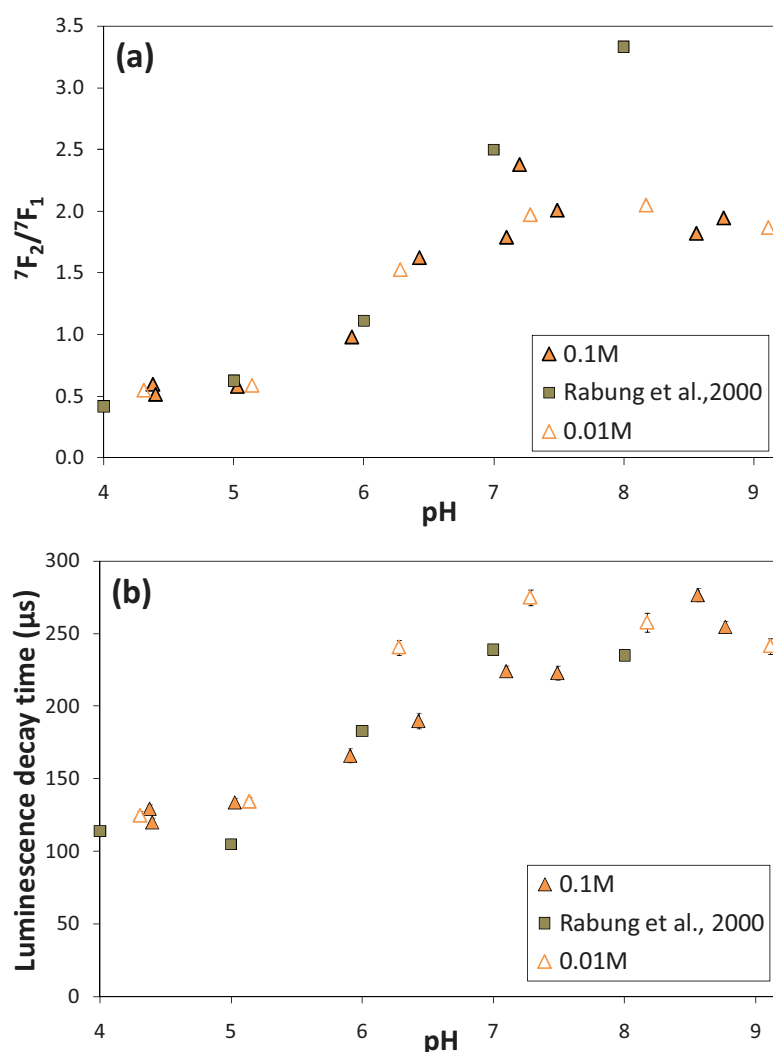 (a)
3.5
3.0
2.5
2.0
1.5
1.0
0.5
0.0
⁷F₂/⁷F₁
4 5 6 7 8 9
pH
0.1M
Rabung et al.,2000
0.01M
(b)
300
250
200
150
100
50
0
Luminescence decay time (µs)
4 5 6 7 8 9
pH
0.1M
Rabung et al., 2000
0.01M